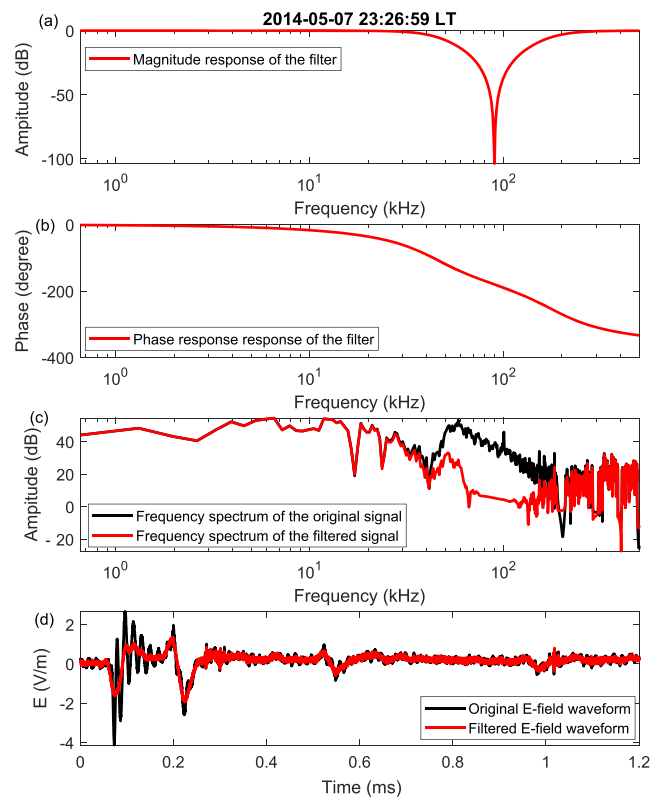 2014-05-07 23:26:59 LT
(a)
0
-50
-100
Ampitude (dB)
Magnitude response of the filter
10^0
10^1
10^2
Frequency (kHz)
(b)
0
-200
-400
Phase (degree)
Phase response response of the filter
10^0
10^1
10^2
Frequency (kHz)
(c)
40
20
0
- 20
Amplitude (dB)
Frequency spectrum of the original signal
Frequency spectrum of the filtered signal
10^0
10^1
10^2
Frequency (kHz)
(d)
2
0
-2
-4
E (V/m)
Original E-field waveform
Filtered E-field waveform
0 0.2 0.4 0.6 0.8 1 1.2
Time (ms)